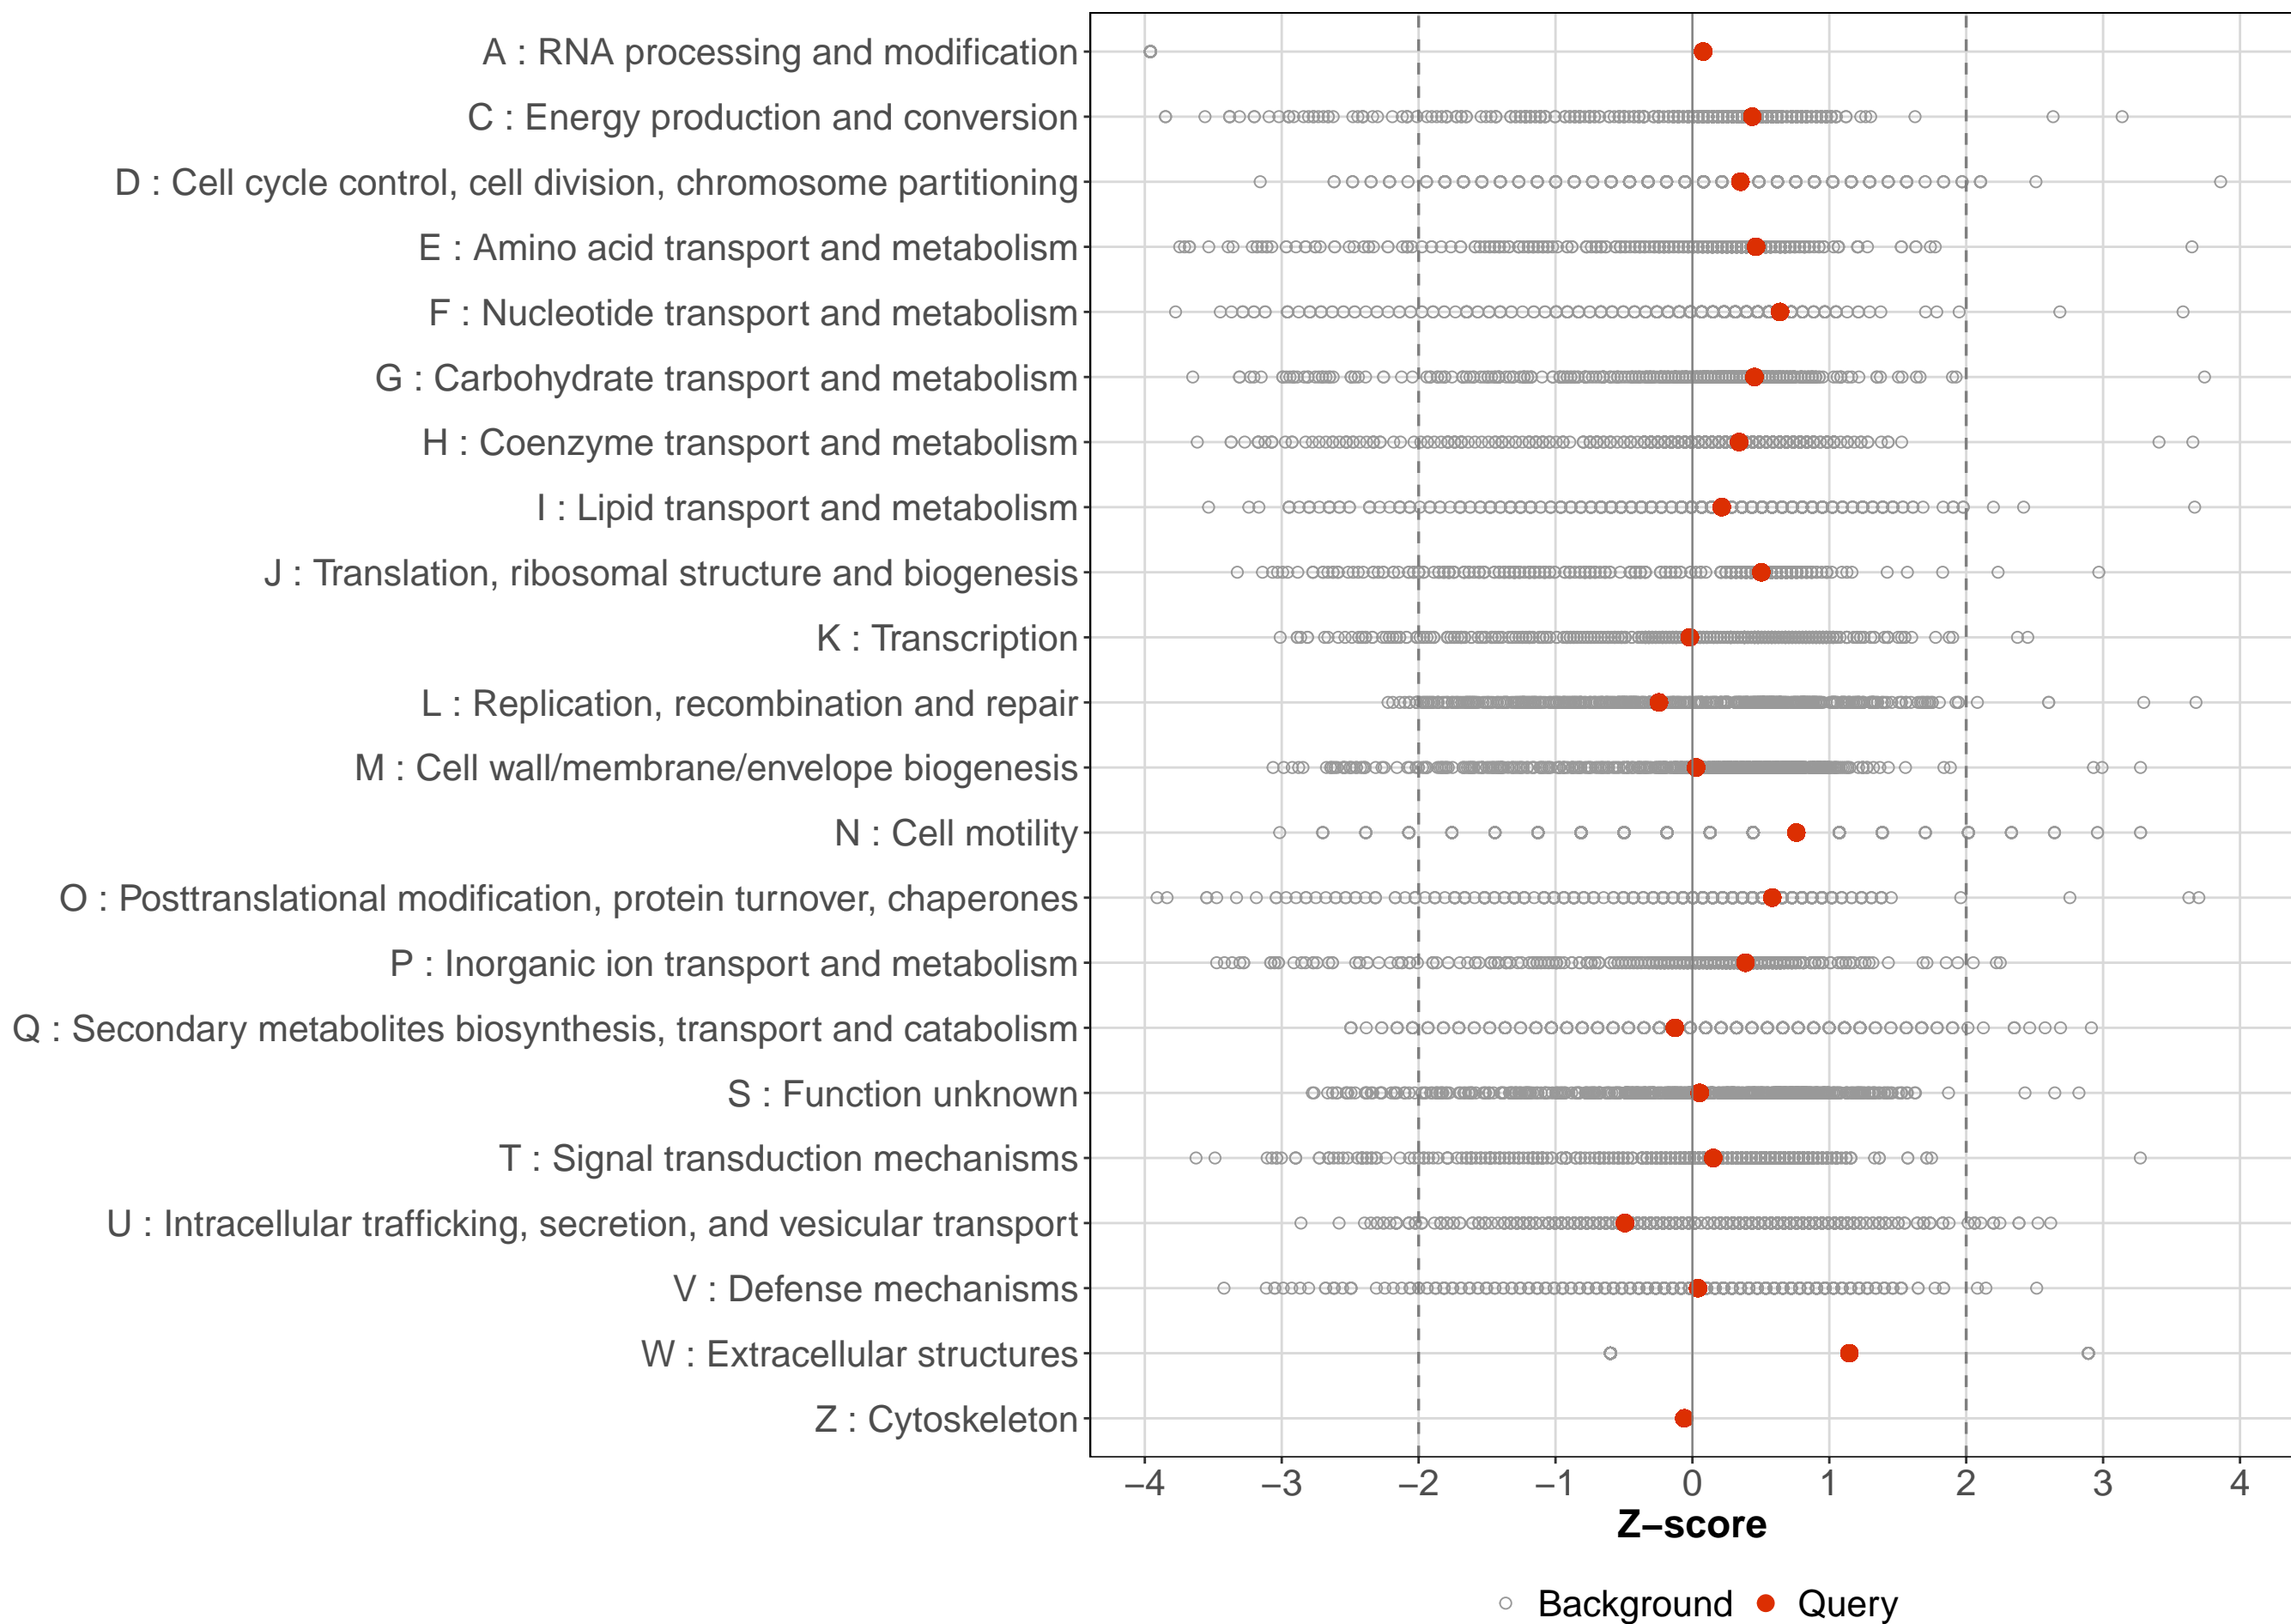 A : RNA processing and modification
C : Energy production and conversion
D : Cell cycle control, cell division, chromosome partitioning
E : Amino acid transport and metabolism
F : Nucleotide transport and metabolism
G : Carbohydrate transport and metabolism
H : Coenzyme transport and metabolism
I : Lipid transport and metabolism
J : Translation, ribosomal structure and biogenesis
K : Transcription
L : Replication, recombination and repair
M : Cell wall/membrane/envelope biogenesis
N : Cell motility
O : Posttranslational modification, protein turnover, chaperones
P : Inorganic ion transport and metabolism
Q : Secondary metabolites biosynthesis, transport and catabolism
S : Function unknown
T : Signal transduction mechanisms
U : Intracellular trafficking, secretion, and vesicular transport
V : Defense mechanisms
W : Extracellular structures
Z : Cytoskeleton
−4 −3 −2 −1 0 1 2 3 4
Z−score
Background Query